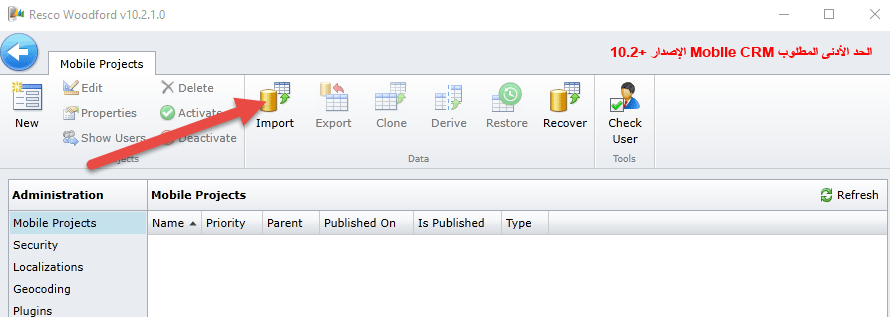 Resco Woodford v10.2.1.0
الحد الأدنى المطلوب Mobile CRM الإصدار +10.2
Mobile Projects
New
Edit
Properties
Show Users
Delete
Activate
Deactivate
Projects
Import
Export
Clone
Derive
Restore
Recover
Data
Check
User
Tools
Administration
Mobile Projects
Security
Localizations
Geocoding
Plugins
Mobile Projects
Refresh
Name Priority Parent Published On Is Published Type